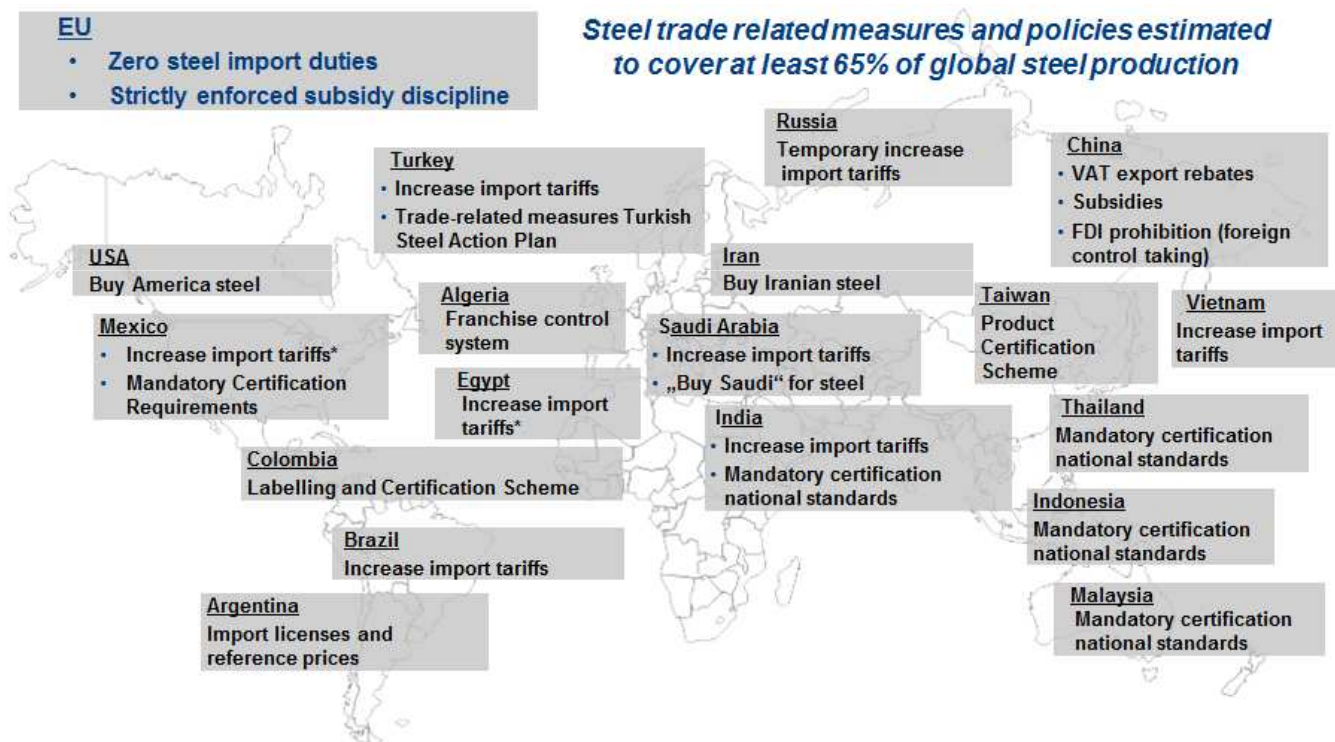 EU
• Zero steel import duties
• Strictly enforced subsidy discipline
Steel trade related measures and policies estimated
to cover at least 65% of global steel production
Russia
Temporary increase
import tariffs
China
• VAT export rebates
• Subsidies
• FDI prohibition (foreign
control taking)
Turkey
• Increase import tariffs
• Trade-related measures Turkish
Steel Action Plan
USA
Buy America steel
Iran
Buy Iranian steel
Algeria
Franchise control
system
Taiwan
Product
Certification
Scheme
Vietnam
Increase import
tariffs
Mexico
• Increase import tariffs*
• Mandatory Certification
Requirements
Saudi Arabia
• Increase import tariffs
• „Buy Saudi“ for steel
Egypt
Increase import
tariffs*
India
• Increase import tariffs
• Mandatory certification
national standards
Thailand
Mandatory certification
national standards
Colombia
Labelling and Certification Scheme
Indonesia
Mandatory certification
national standards
Brazil
Increase import tariffs
Argentina
Import licenses and
reference prices
Malaysia
Mandatory certification
national standards